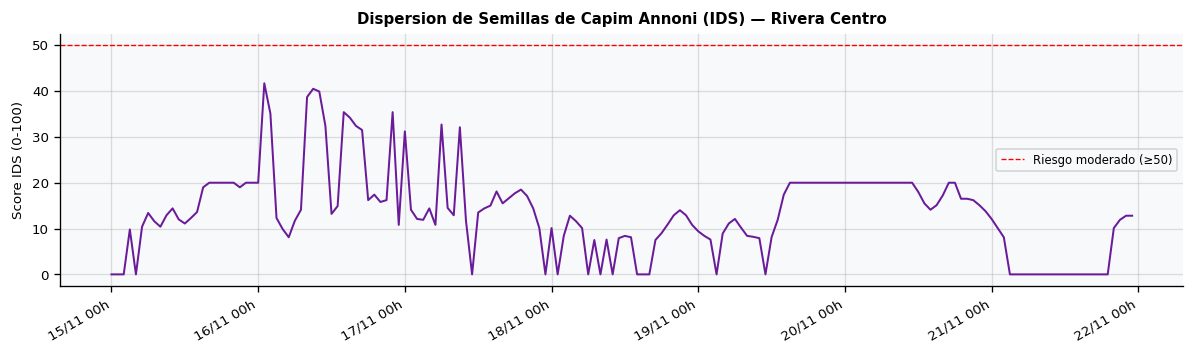 Dispersion de Semillas de Capim Annoni (IDS) — Rivera Centro
Score IDS (0-100)
50
40
30
20
10
0
Riesgo moderado (≥50)
15/11 00h
16/11 00h
17/11 00h
18/11 00h
19/11 00h
20/11 00h
21/11 00h
22/11 00h